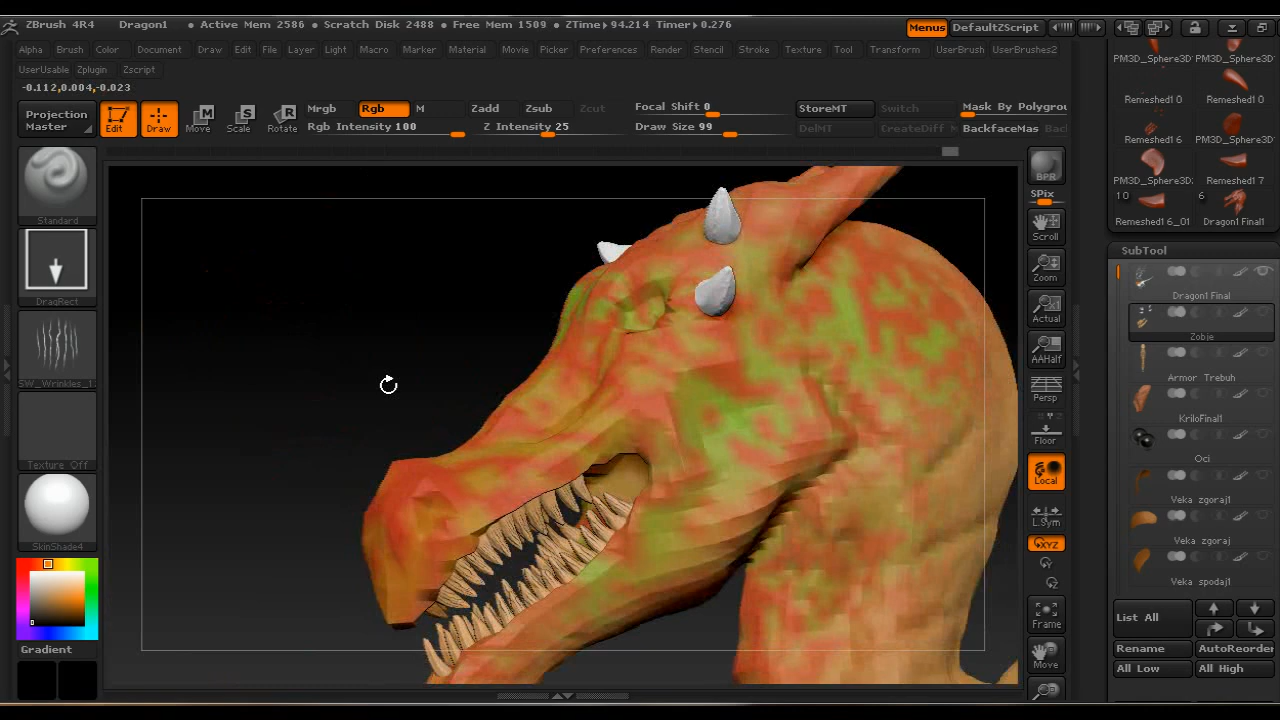 ZBrush 4R4 Dragon1 • Active Mem 2586 • Scratch Disk 2488 • Free Mem 1509 • ZTime▸94.214 Timer▸0.276 Menus DefaultZScript
Alpha Brush Color Document Draw Edit File Layer Light Macro Marker Material Movie Picker Preferences Render Stencil Stroke Texture Tool Transform UserBrush UserBrushes2
UserUsable Zplugin Zscript
-0.112,0.004,-0.023
Projection Master
Edit Draw Move Scale Rotate
Mrgb Rgb M Zadd Zsub Zcut Focal Shift 0 StoreMT Switch Mask By Polygrou
Rgb Intensity 100 Z Intensity 25 Draw Size 99 DelMT CreateDiff BackfaceMas Bac
Standard
DragRect
SW_Wrinkles_1
Texture Off
SkinShade4
Gradient
BPR
SPix
Scroll
Zoom
Actual
AAHalf
Persp
Floor
Local
L.Sym
XYZ
Frame
Move
PM3D_Sphere3D PM3D_Sphere3D
Remeshed1 0 Remeshed1 0
Remeshed1 6 PM3D_Sphere3D
PM3D_Sphere3D Remeshed1 7
10 6
Remeshed1 6_01 Dragon1 Final1
SubTool
Dragon1 Final
Zobje
Armor_Trebuh
KriloFinal1
Oci
Veka zgoraj1
Veka zgoraj
Veka spodaj1
List All
Rename AutoReorder
All Low All High